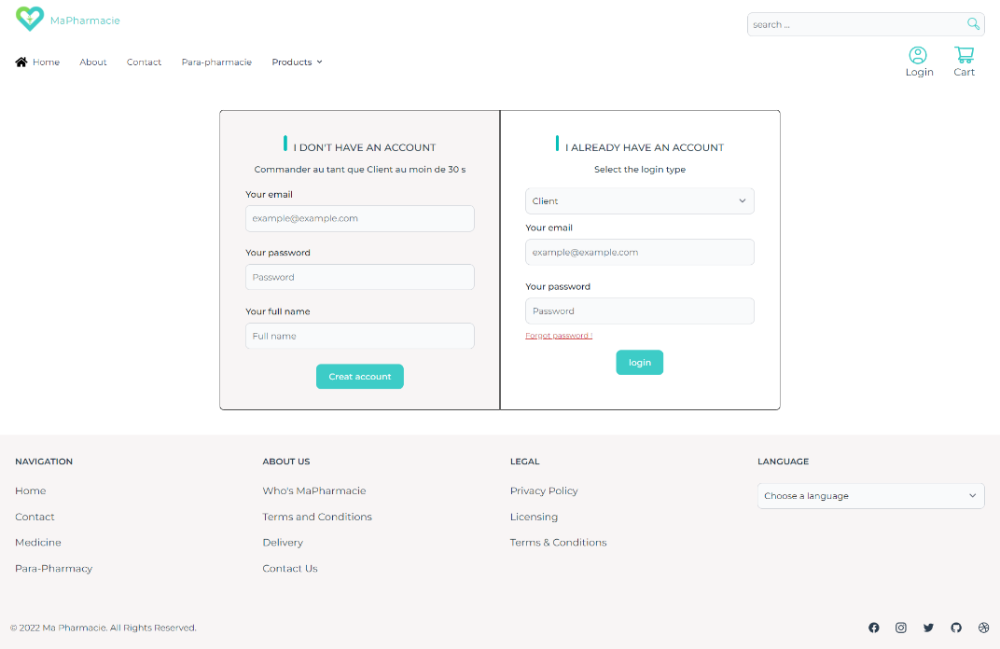 MaPharmacie
search ...
Home About Contact Para-pharmacie Products
Login Cart
I DON'T HAVE AN ACCOUNT
Commander au tant que Client au moin de 30 s
Your email
example@example.com
Your password
Password
Your full name
Full name
Creat account
I ALREADY HAVE AN ACCOUNT
Select the login type
Client
Your email
example@example.com
Your password
Password
Forgot password !
login
NAVIGATION
Home
Contact
Medicine
Para-Pharmacy
ABOUT US
Who's MaPharmacie
Terms and Conditions
Delivery
Contact Us
LEGAL
Privacy Policy
Licensing
Terms & Conditions
LANGUAGE
Choose a language
© 2022 Ma Pharmacie. All Rights Reserved.